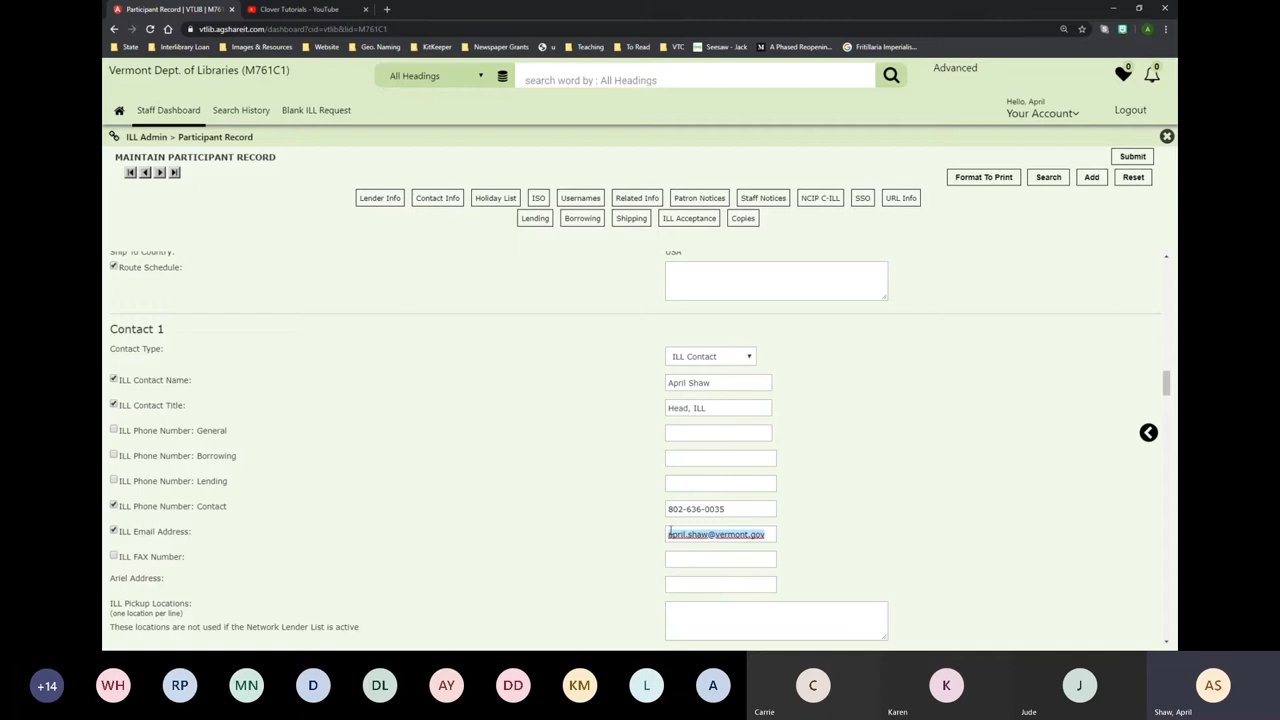 Participant Record | VTLIB | M761
Clover Tutorials - YouTube
vtlib.agshareit.com/dashboard?cid=vtlib&lid=M761C1
State
Interlibrary Loan
Images & Resources
Website
Geo. Naming
KitKeeper
Newspaper Grants
u
Teaching
To Read
VTC
Seesaw - Jack
A Phased Reopenin...
Fritillaria Imperialis...
Vermont Dept. of Libraries (M761C1)
All Headings
search word by : All Headings
Advanced
0
0
Staff Dashboard
Search History
Blank ILL Request
Hello, April
Your Account
Logout
ILL Admin > Participant Record
MAINTAIN PARTICIPANT RECORD
Submit
Format To Print
Search
Add
Reset
Lender Info
Contact Info
Holiday List
ISO
Usernames
Related Info
Patron Notices
Staff Notices
NCIP C-ILL
SSO
URL Info
Lending
Borrowing
Shipping
ILL Acceptance
Copies
Ship To Country:
USA
Route Schedule:
Contact 1
Contact Type:
ILL Contact
ILL Contact Name:
April Shaw
ILL Contact Title:
Head, ILL
ILL Phone Number: General
ILL Phone Number: Borrowing
ILL Phone Number: Lending
ILL Phone Number: Contact
802-636-0035
ILL Email Address:
april.shaw@vermont.gov
ILL FAX Number:
Ariel Address:
ILL Pickup Locations:
(one location per line)
These locations are not used if the Network Lender List is active
+14
WH
RP
MN
D
DL
AY
DD
KM
L
A
C
K
J
AS
Carrie
Karen
Jude
Shaw, April